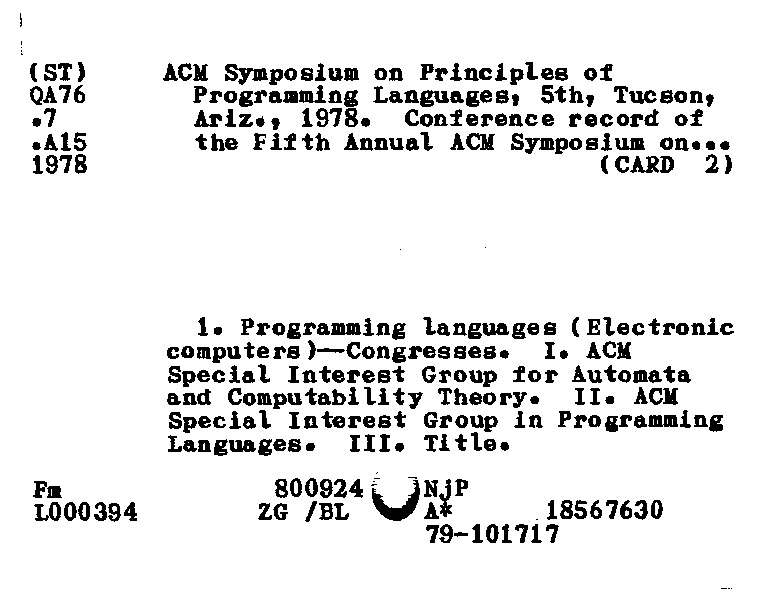 (ST) ACM Symposium on Principles of
QA76 Programming Languages, 5th, Tucson,
.7 Ariz., 1978. Conference record of
.A15 the Fifth Annual ACM Symposium on...
1978 (CARD 2)
1. Programming languages (Electronic
computers)—Congresses. I. ACM
Special Interest Group for Automata
and Computability Theory. II. ACM
Special Interest Group in Programming
Languages. III. Title.
Fm 800924 NjP
L000394 ZG /BL A* 18567630
79-101717